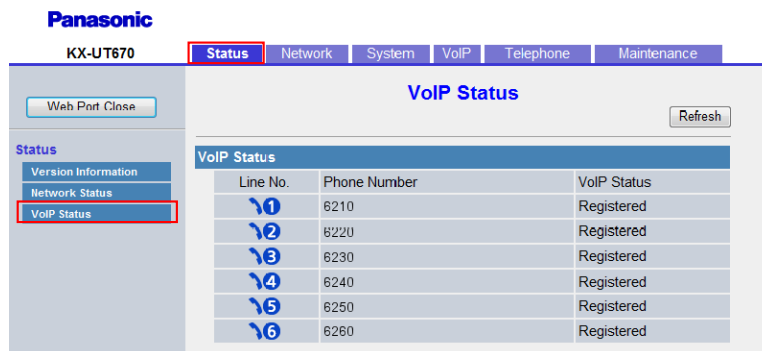 Panasonic
KX-UT670
Status Network System VoIP Telephone Maintenance
Web Port Close
VoIP Status
Refresh
Status
Version Information
Network Status
VoIP Status
VoIP Status
Line No. Phone Number VoIP Status
1 6210 Registered
2 6220 Registered
3 6230 Registered
4 6240 Registered
5 6250 Registered
6 6260 Registered